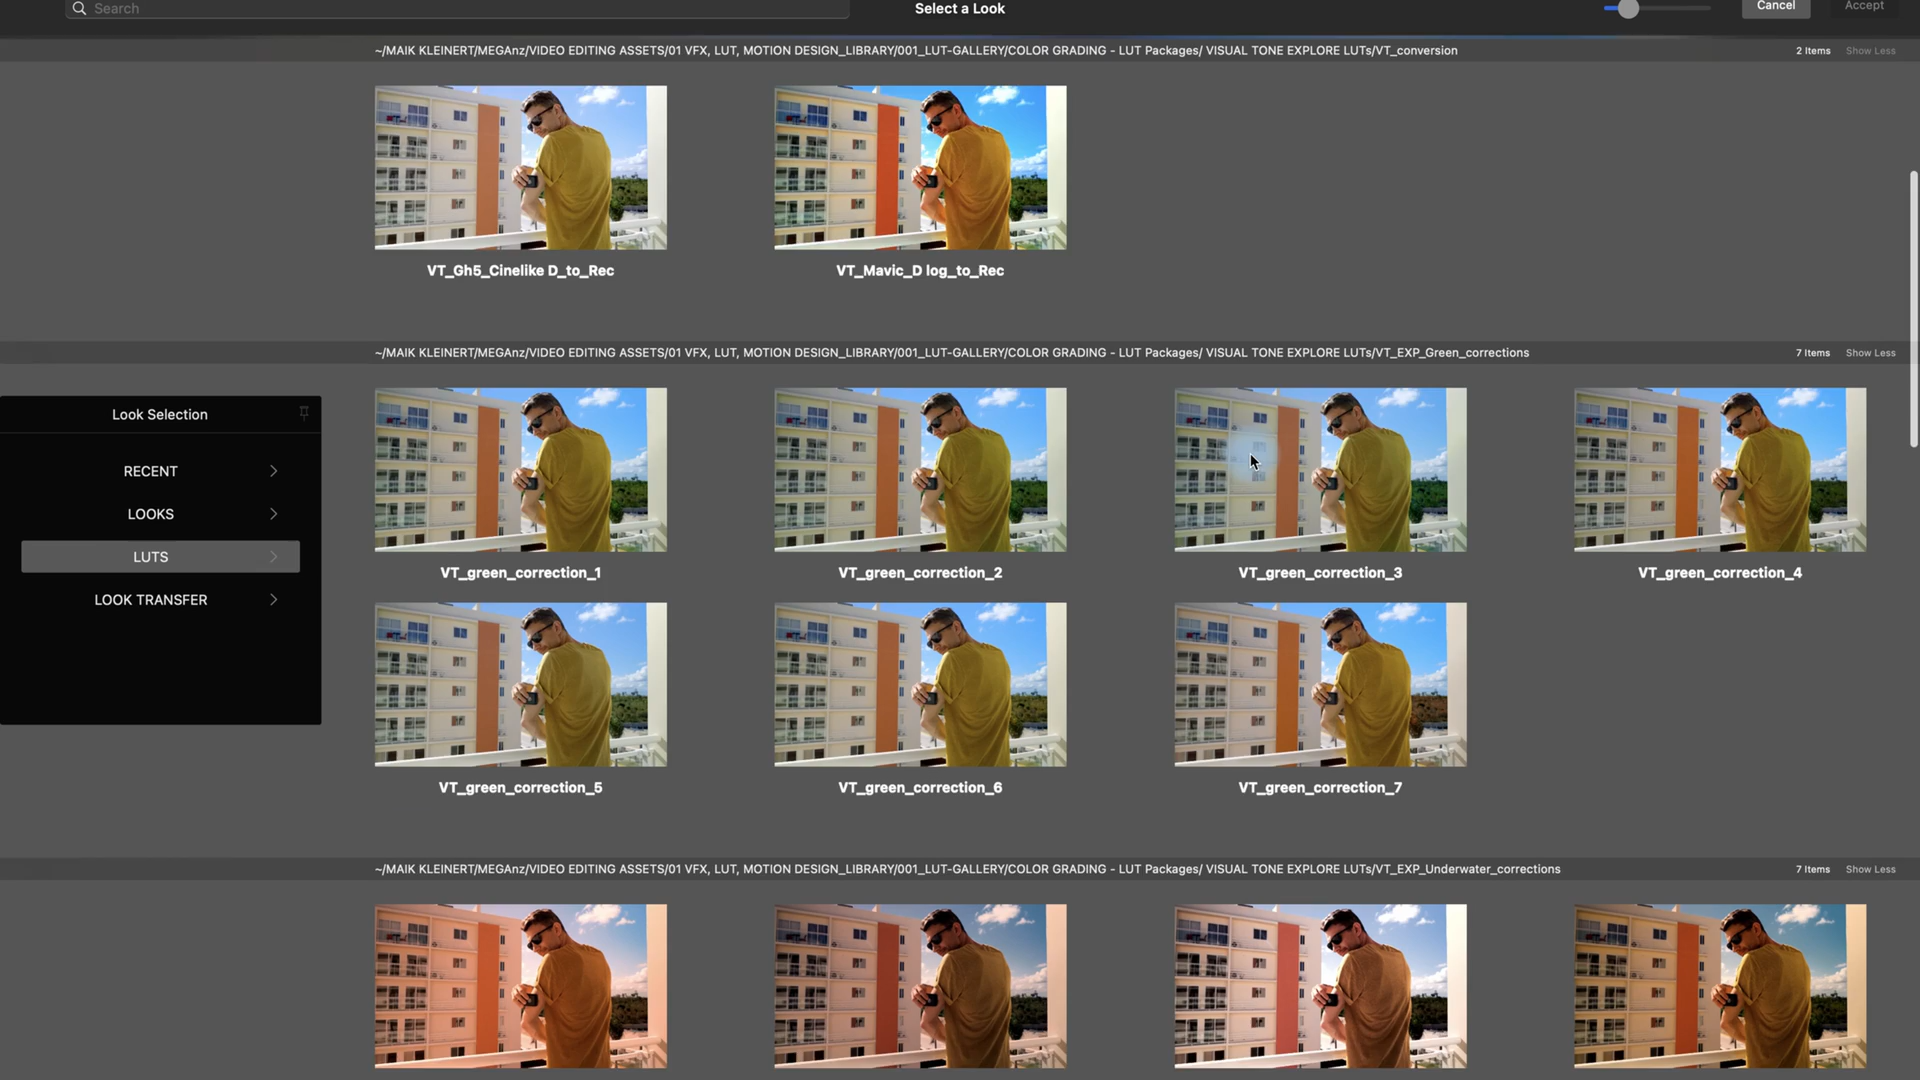 Search
Select a Look
Cancel
Accept
~/MAIK KLEINERT/MEGAnz/VIDEO EDITING ASSETS/01 VFX, LUT, MOTION DESIGN_LIBRARY/001_LUT-GALLERY/COLOR GRADING - LUT Packages/ VISUAL TONE EXPLORE LUTs/VT_conversion
2 Items
Show Less
VT_Gh5_Cinelike D_to_Rec
VT_Mavic_D log_to_Rec
~/MAIK KLEINERT/MEGAnz/VIDEO EDITING ASSETS/01 VFX, LUT, MOTION DESIGN_LIBRARY/001_LUT-GALLERY/COLOR GRADING - LUT Packages/ VISUAL TONE EXPLORE LUTs/VT_EXP_Green_corrections
7 Items
Show Less
Look Selection
RECENT
LOOKS
LUTS
LOOK TRANSFER
VT_green_correction_1
VT_green_correction_2
VT_green_correction_3
VT_green_correction_4
VT_green_correction_5
VT_green_correction_6
VT_green_correction_7
~/MAIK KLEINERT/MEGAnz/VIDEO EDITING ASSETS/01 VFX, LUT, MOTION DESIGN_LIBRARY/001_LUT-GALLERY/COLOR GRADING - LUT Packages/ VISUAL TONE EXPLORE LUTs/VT_EXP_Underwater_corrections
7 Items
Show Less